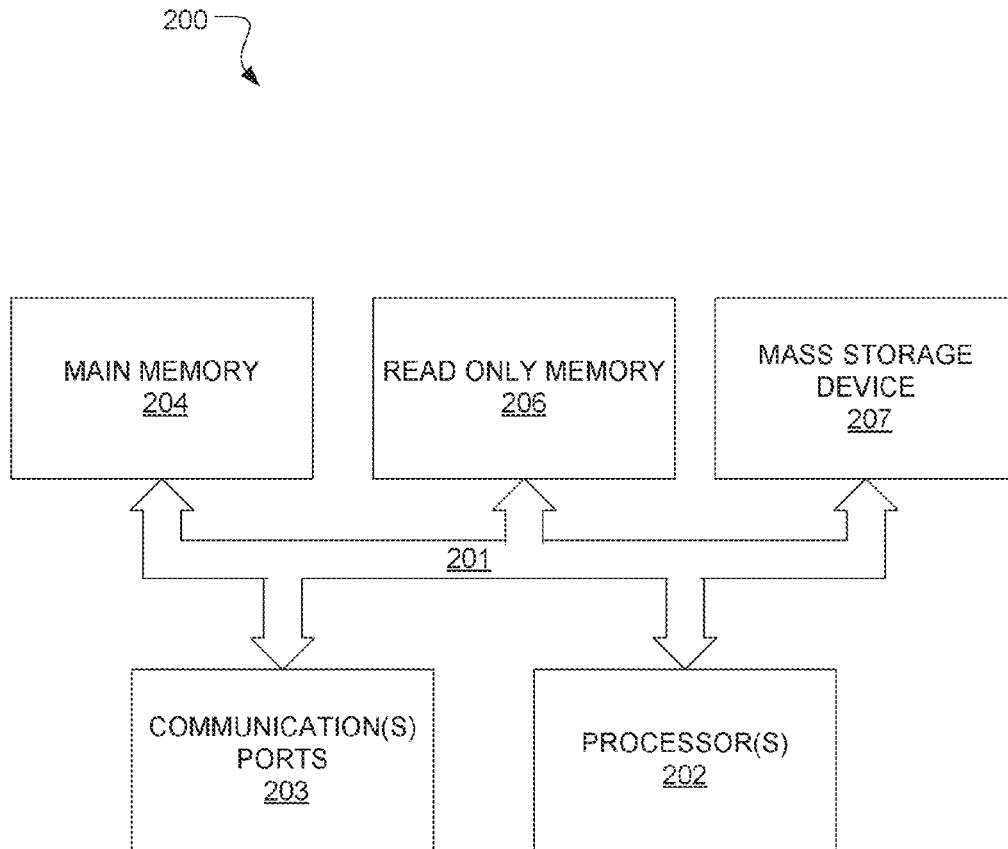 200
MAIN MEMORY
204
READ ONLY MEMORY
206
MASS STORAGE
DEVICE
207
201
COMMUNICATION(S)
PORTS
203
PROCESSOR(S)
202